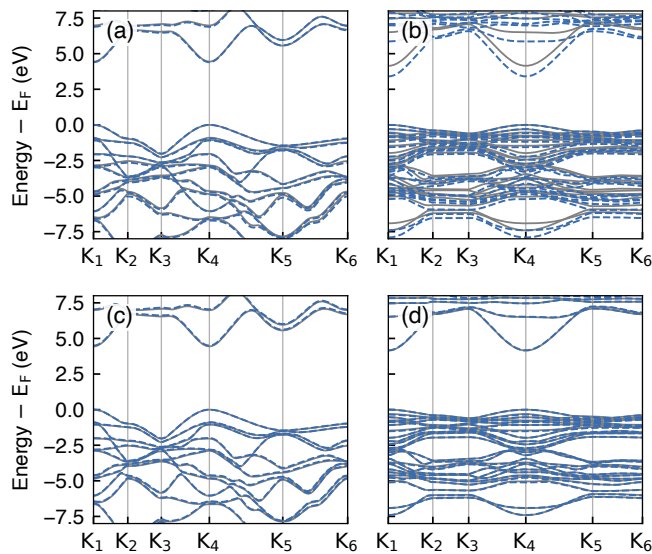 7.5
5.0
2.5
0.0
−2.5
−5.0
−7.5
Energy − E_F (eV)
(a)
K₁ K₂ K₃ K₄ K₅ K₆
(b)
K₁ K₂ K₃ K₄ K₅ K₆
7.5
5.0
2.5
0.0
−2.5
−5.0
−7.5
Energy − E_F (eV)
(c)
K₁ K₂ K₃ K₄ K₅ K₆
(d)
K₁ K₂ K₃ K₄ K₅ K₆